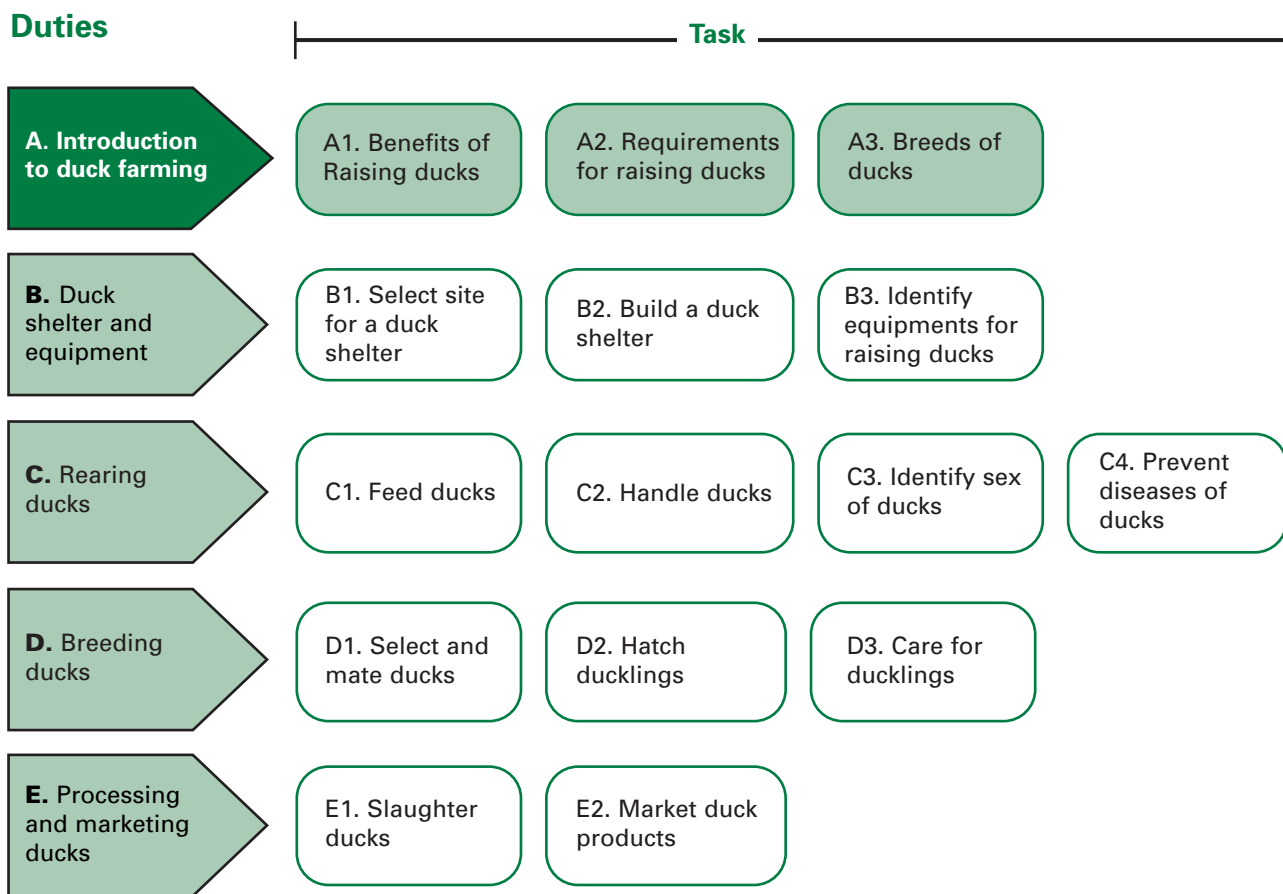 Duties
Task
A. Introduction
to duck farming
A1. Benefits of
Raising ducks
A2. Requirements
for raising ducks
A3. Breeds of
ducks
B. Duck
shelter and
equipment
B1. Select site
for a duck
shelter
B2. Build a duck
shelter
B3. Identify
equipments for
raising ducks
C. Rearing
ducks
C1. Feed ducks
C2. Handle ducks
C3. Identify sex
of ducks
C4. Prevent
diseases of
ducks
D. Breeding
ducks
D1. Select and
mate ducks
D2. Hatch
ducklings
D3. Care for
ducklings
E. Processing
and marketing
ducks
E1. Slaughter
ducks
E2. Market duck
products